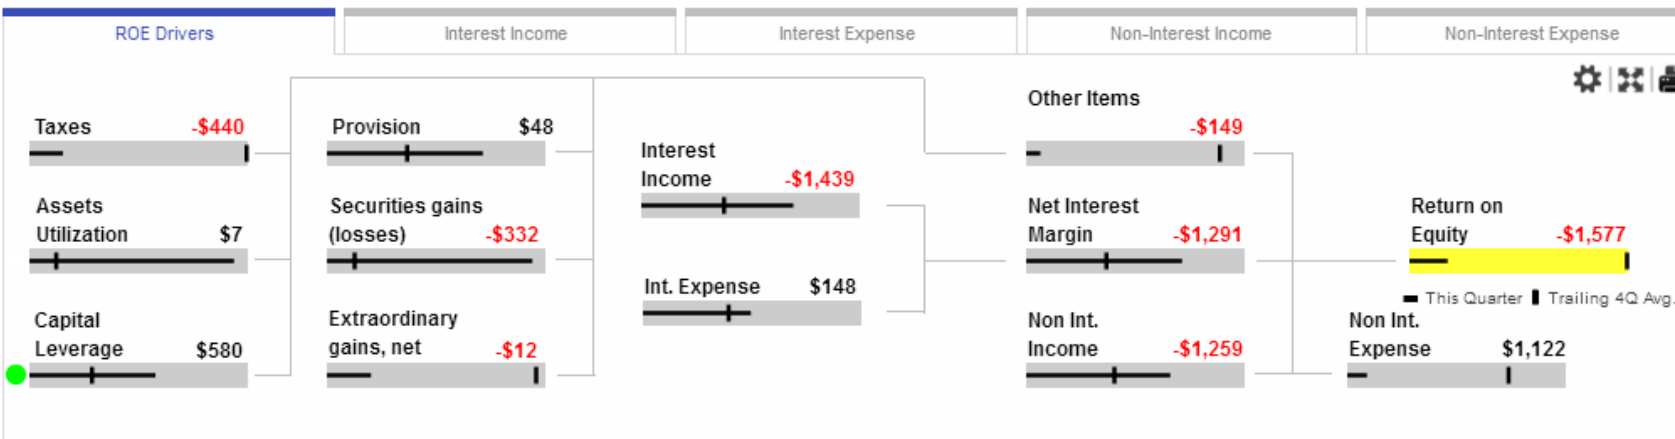 ROE Drivers
Interest Income
Interest Expense
Non-Interest Income
Non-Interest Expense
Taxes -$440
Assets
Utilization $7
Capital
Leverage $580
Provision $48
Securities gains
(losses) -$332
Extraordinary
gains, net -$12
Interest
Income -$1,439
Int. Expense $148
Other Items
-$149
Net Interest
Margin -$1,291
Non Int.
Income -$1,259
Return on
Equity -$1,577
This Quarter Trailing 4Q Avg.
Non Int.
Expense $1,122